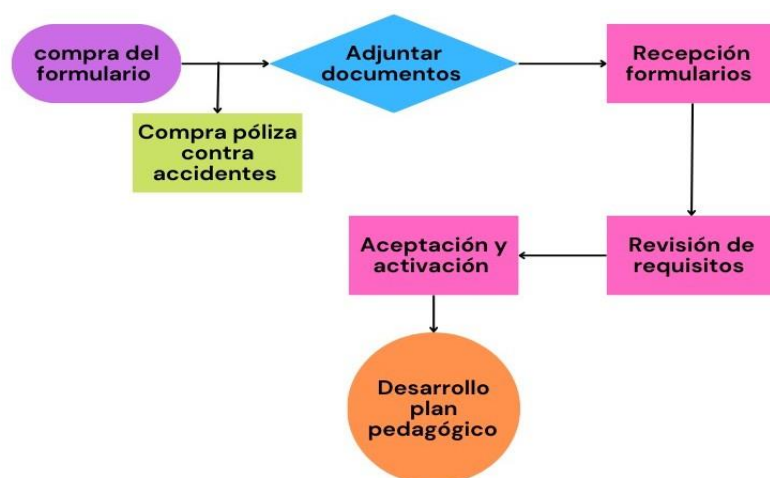 compra del
formulario
Adjuntar
documentos
Recepción
formularios
Compra póliza
contra
accidentes
Aceptación y
activación
Revisión de
requisitos
Desarrollo
plan
pedagógico